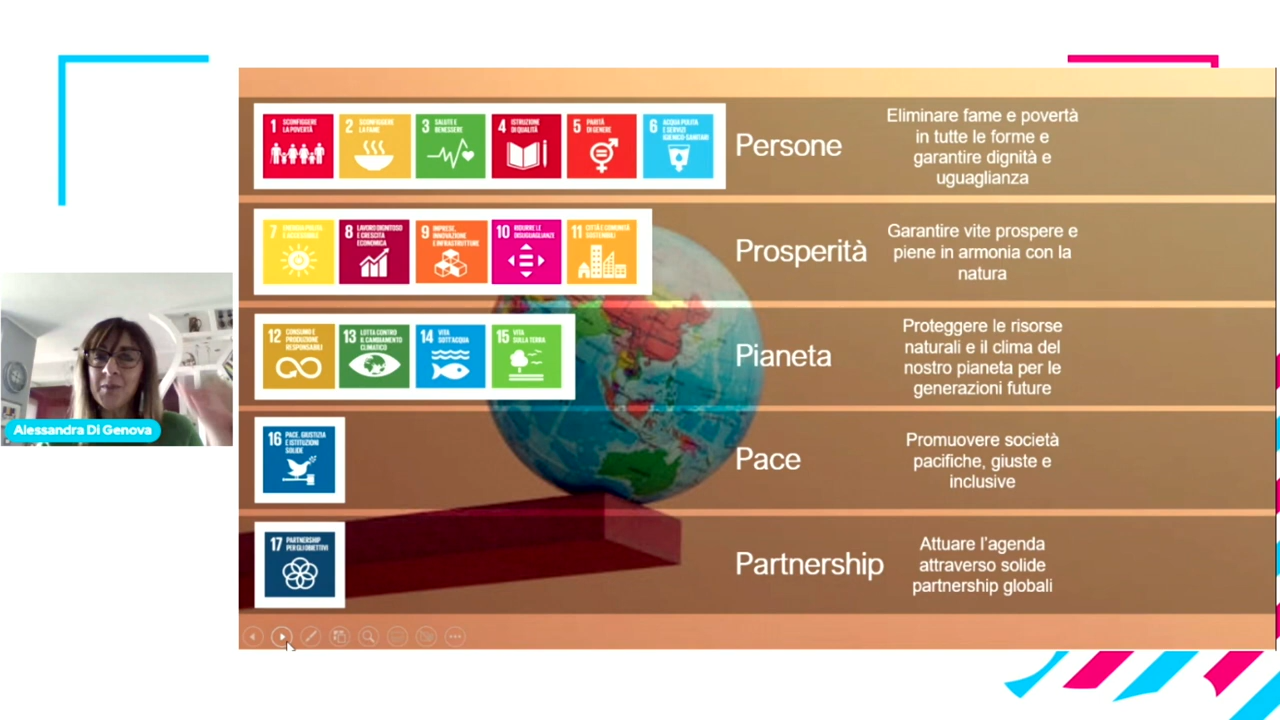 1 SCONFIGGERE
LA POVERTÀ
2 SCONFIGGERE
LA FAME
3 SALUTE E
BENESSERE
4 ISTRUZIONE
DI QUALITÀ
5 PARITÀ
DI GENERE
6 ACQUA PULITA
E SERVIZI
IGIENICO-SANITARI
Persone
Eliminare fame e povertà
in tutte le forme e
garantire dignità e
uguaglianza
7 ENERGIA PULITA
E ACCESSIBILE
8 LAVORO DIGNITOSO
E CRESCITA
ECONOMICA
9 IMPRESE,
INNOVAZIONE
E INFRASTRUTTURE
10 RIDURRE LE
DISUGUAGLIANZE
11 CITTÀ E COMUNITÀ
SOSTENIBILI
Prosperità
Garantire vite prospere e
piene in armonia con la
natura
12 CONSUMO E
PRODUZIONE
RESPONSABILI
13 LOTTA CONTRO
IL CAMBIAMENTO
CLIMATICO
14 VITA
SOTT'ACQUA
15 VITA
SULLA TERRA
Pianeta
Proteggere le risorse
naturali e il clima del
nostro pianeta per le
generazioni future
Alessandra Di Genova
16 PACE, GIUSTIZIA
E ISTITUZIONI
SOLIDE
Pace
Promuovere società
pacifiche, giuste e
inclusive
17 PARTNERSHIP
PER GLI OBIETTIVI
Partnership
Attuare l'agenda
attraverso solide
partnership globali